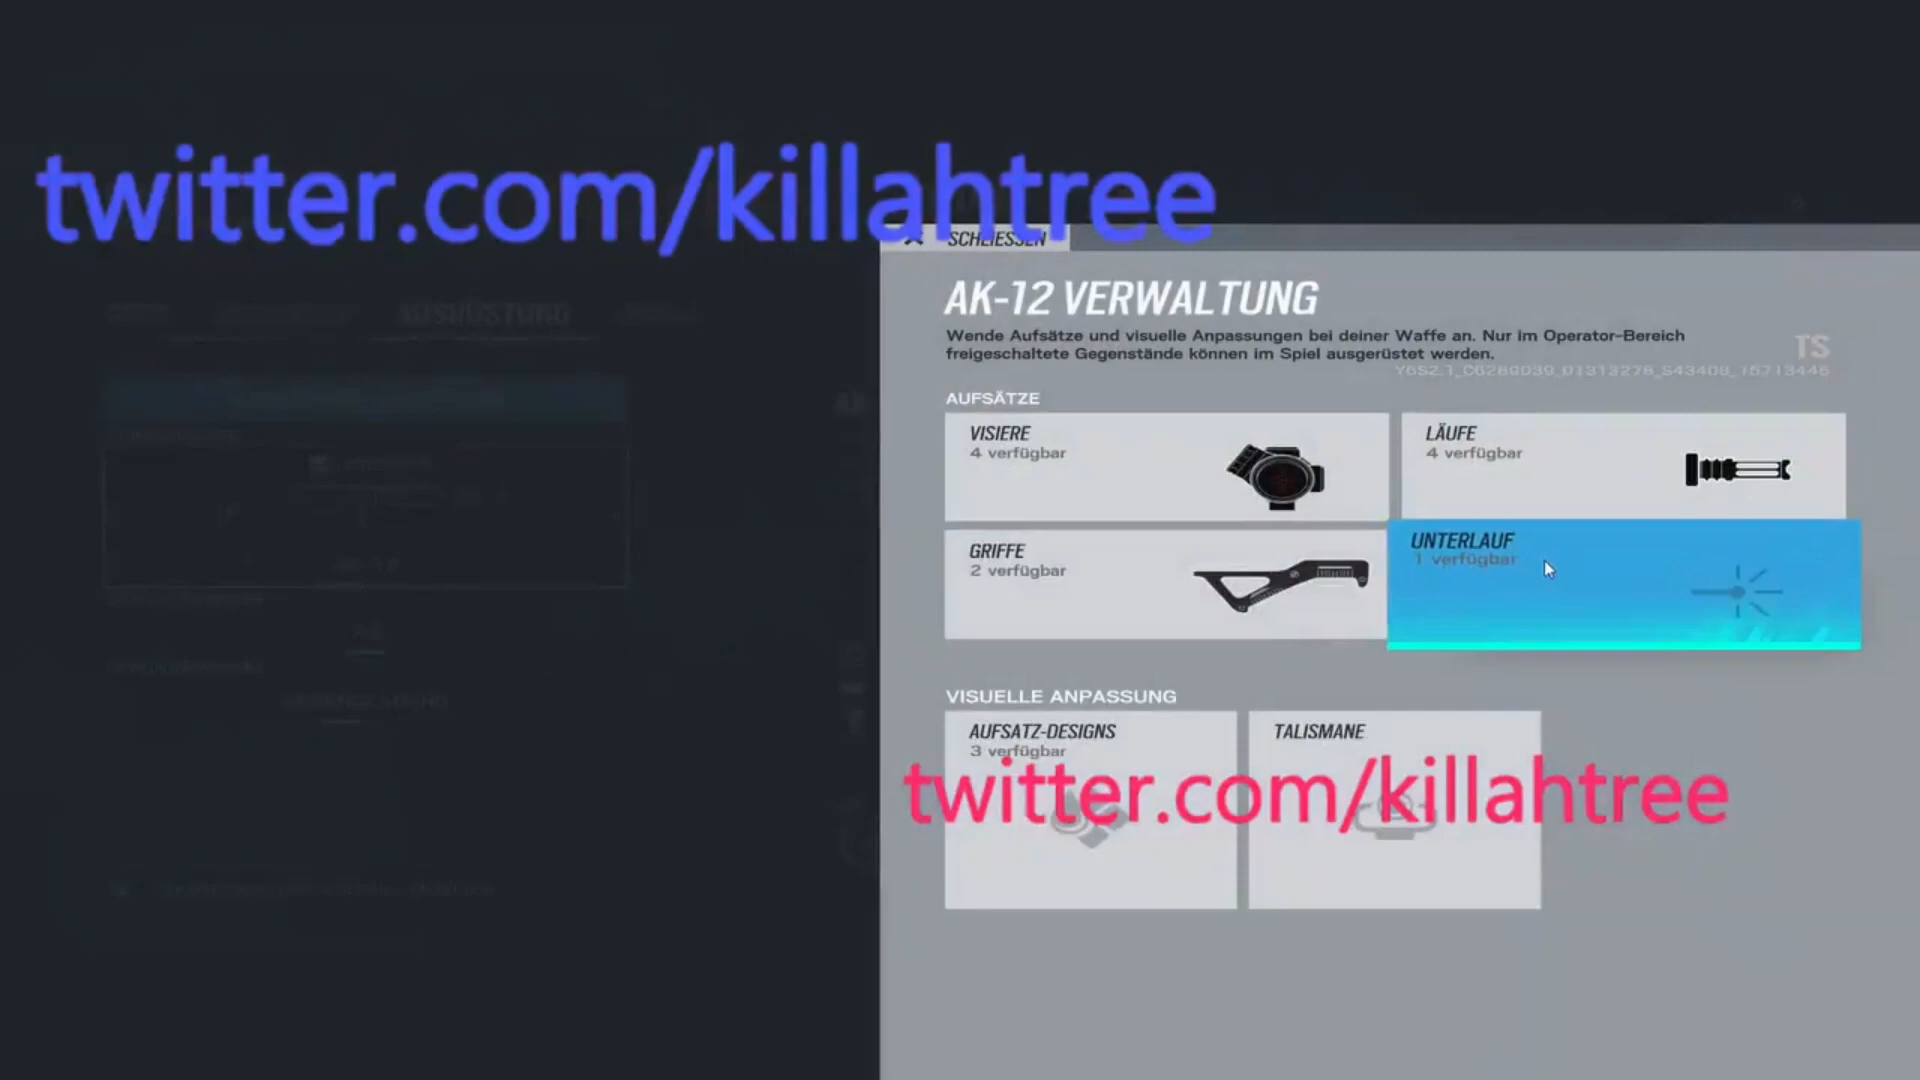 twitter.com/killahtree
SCHLIESSEN
AK-12 VERWALTUNG
Wende Aufsätze und visuelle Anpassungen bei deiner Waffe an. Nur im Operator-Bereich
freigeschaltete Gegenstände können im Spiel ausgerüstet werden.
TS
AUFSÄTZE
VISIERE
4 verfügbar
LÄUFE
4 verfügbar
GRIFFE
2 verfügbar
UNTERLAUF
1 verfügbar
VISUELLE ANPASSUNG
AUFSATZ-DESIGNS
3 verfügbar
TALISMANE
twitter.com/killahtree
AUSRÜSTUNG